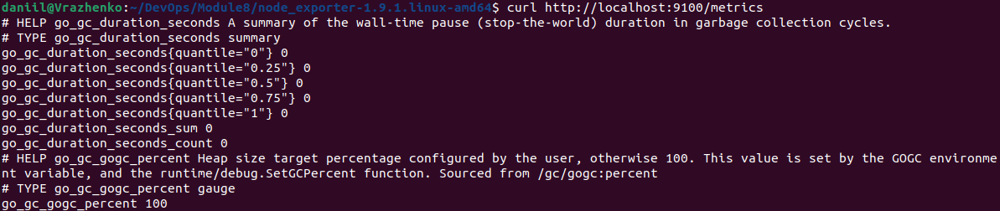 daniil@Vrazhenko:~/DevOps/Module8/node_exporter-1.9.1.linux-amd64$ curl http://localhost:9100/metrics
# HELP go_gc_duration_seconds A summary of the wall-time pause (stop-the-world) duration in garbage collection cycles.
# TYPE go_gc_duration_seconds summary
go_gc_duration_seconds{quantile="0"} 0
go_gc_duration_seconds{quantile="0.25"} 0
go_gc_duration_seconds{quantile="0.5"} 0
go_gc_duration_seconds{quantile="0.75"} 0
go_gc_duration_seconds{quantile="1"} 0
go_gc_duration_seconds_sum 0
go_gc_duration_seconds_count 0
# HELP go_gc_gogc_percent Heap size target percentage configured by the user, otherwise 100. This value is set by the GOGC environme
nt variable, and the runtime/debug.SetGCPercent function. Sourced from /gc/gogc:percent
# TYPE go_gc_gogc_percent gauge
go_gc_gogc_percent 100